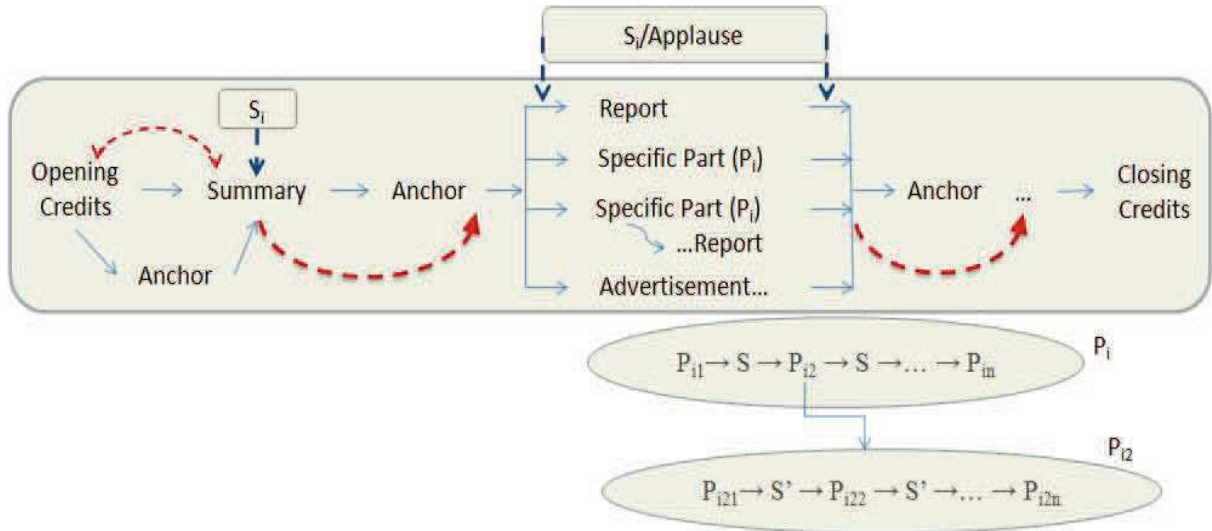 Sᵢ/Applause
Sᵢ
Report
Specific Part (Pᵢ)
Opening
Credits
Summary
Anchor
Specific Part (Pᵢ)
Anchor
...
Closing
Credits
...Report
Anchor
Advertisement...
Pᵢ₁→ S → Pᵢ₂ → S →... → Pᵢₙ
Pᵢ
Pᵢ₂
Pᵢ₂₁→ S’ → Pᵢ₂₂ → S’ →... → Pᵢ₂ₙ